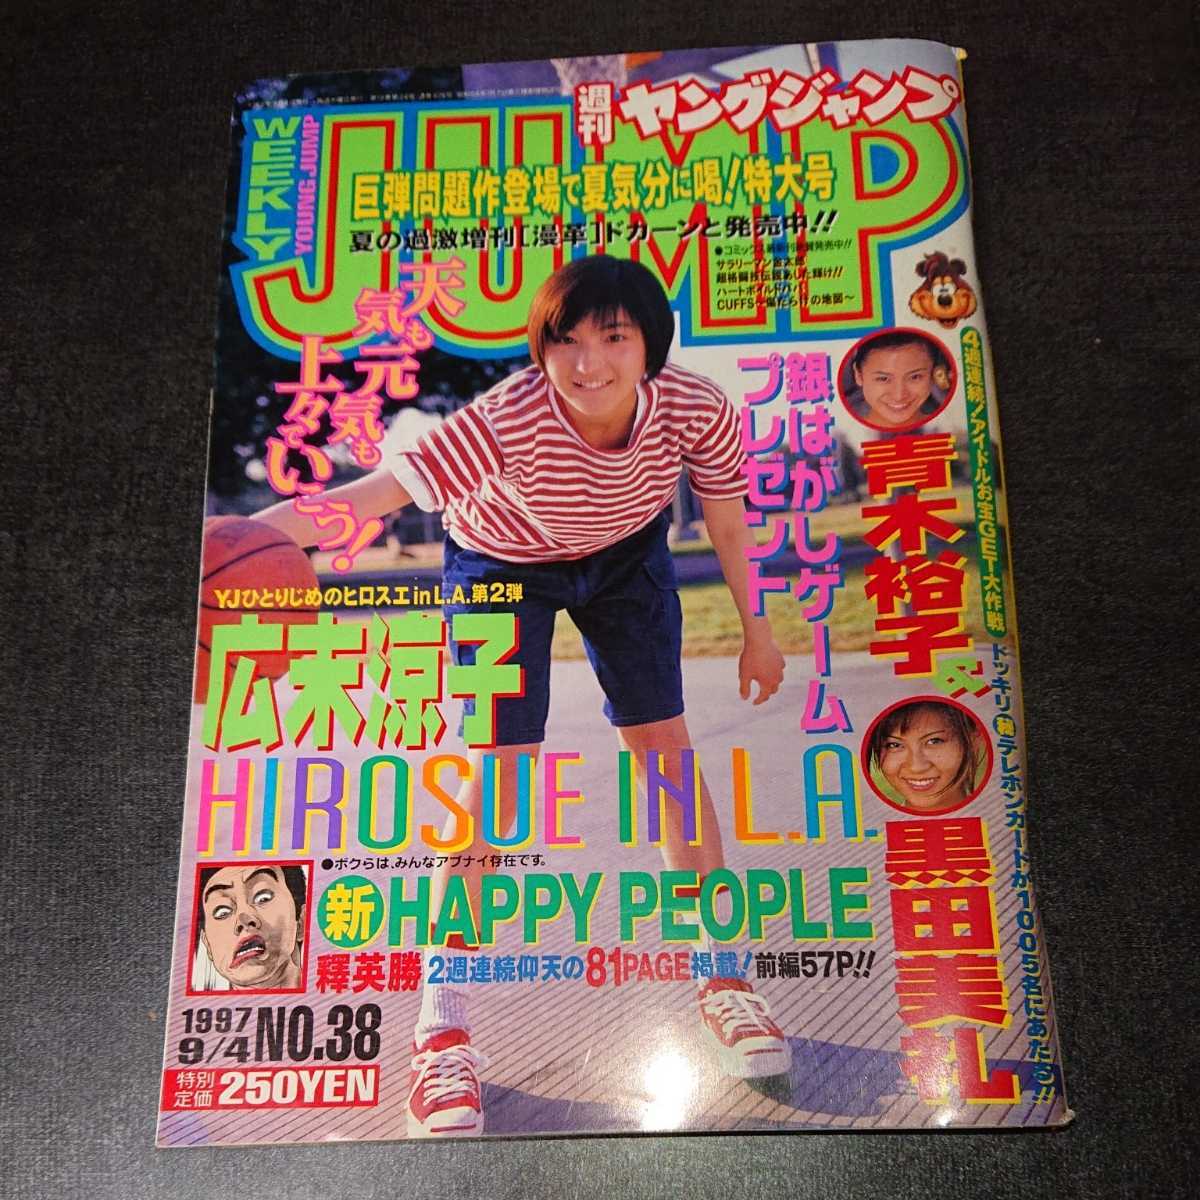 週刊
ヤングジャンプ
WEEKLY
YOUNG JUMP
JUMP
巨弾問題作登場で夏気分に喝!特大号
夏の過激増刊[漫革]ドカーンと発売中!!
サラリーマン金太郎
ハートボイルドパパ
天も
気も元
気も
上々で
いこう!
銀はがしゲーム
プレゼント
4週連続!アイドルお宝GET大作戦
ドッキリ㊙テレホンカードが1005名にあたる!!
青木裕子
&
黒田美礼
YJひとりじめのヒロスエin L.A.第2弾
広末涼子
HIROSUE IN L.A.
●ボクらは、みんなアブナイ存在です。
新HAPPY PEOPLE
釋英勝 2週連続仰天の81PAGE掲載! 前編57P!!
1997
9/4 NO.38
特別
定価 250YEN